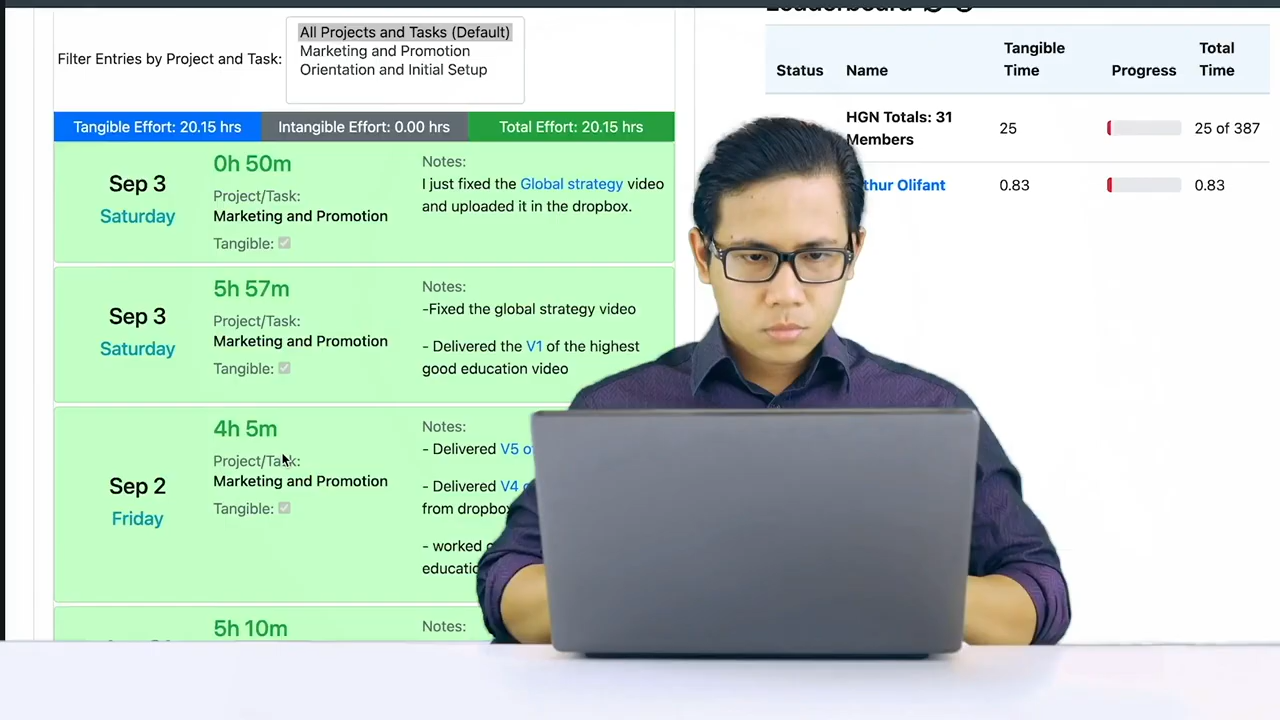 Filter Entries by Project and Task:
All Projects and Tasks (Default)
Marketing and Promotion
Orientation and Initial Setup
Tangible Effort: 20.15 hrs
Intangible Effort: 0.00 hrs
Total Effort: 20.15 hrs
Sep 3
Saturday
0h 50m
Project/Task:
Marketing and Promotion
Tangible:
Notes:
I just fixed the Global strategy video
and uploaded it in the dropbox.
Sep 3
Saturday
5h 57m
Project/Task:
Marketing and Promotion
Tangible:
Notes:
-Fixed the global strategy video
- Delivered the V1 of the highest
good education video
Sep 2
Friday
4h 5m
Project/Task:
Marketing and Promotion
Tangible:
Notes:
- Delivered V5
- Delivered V4
from
- worked
5h 10m
Notes:
Status
Name
Tangible
Time
Progress
Total
Time
HGN Totals: 31
Members
25
25 of 387
Olifant
0.83
0.83